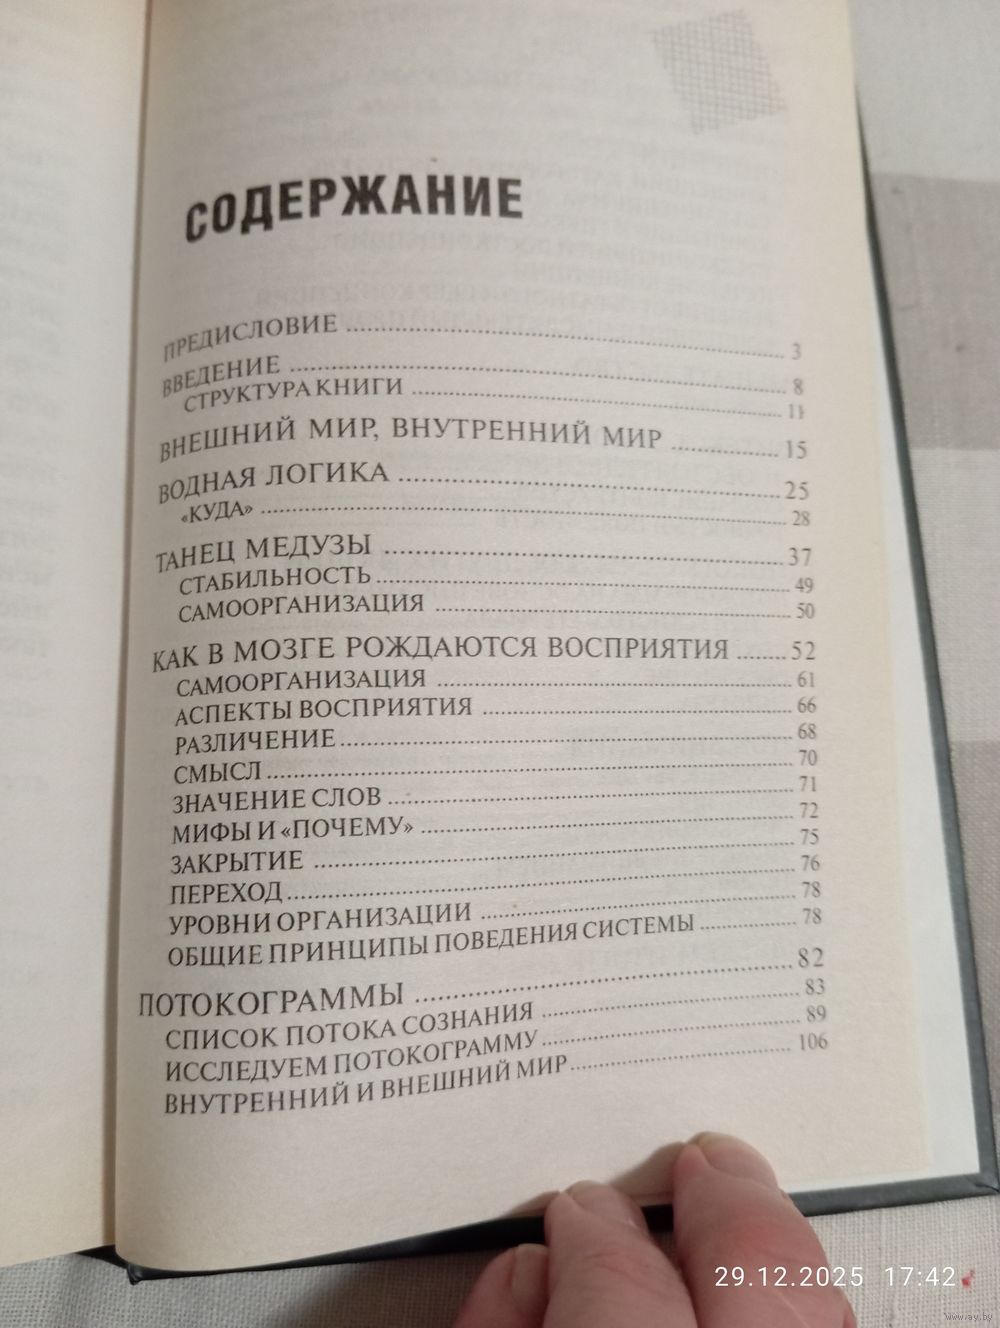 СОДЕРЖАНИЕ
ПРЕДИСЛОВИЕ ........ 3
ВВЕДЕНИЕ ........ 8
СТРУКТУРА КНИГИ ........ 11
ВНЕШНИЙ МИР, ВНУТРЕННИЙ МИР ........ 15
ВОДНАЯ ЛОГИКА ........ 25
«КУДА» ........ 28
ТАНЕЦ МЕДУЗЫ ........ 37
СТАБИЛЬНОСТЬ ........ 49
САМООРГАНИЗАЦИЯ ........ 50
КАК В МОЗГЕ РОЖДАЮТСЯ ВОСПРИЯТИЯ ........ 52
САМООРГАНИЗАЦИЯ ........ 61
АСПЕКТЫ ВОСПРИЯТИЯ ........ 66
РАЗЛИЧЕНИЕ ........ 68
СМЫСЛ ........ 70
ЗНАЧЕНИЕ СЛОВ ........ 71
МИФЫ И «ПОЧЕМУ» ........ 72
ЗАКРЫТИЕ ........ 75
ПЕРЕХОД ........ 76
УРОВНИ ОРГАНИЗАЦИИ ........ 78
ОБЩИЕ ПРИНЦИПЫ ПОВЕДЕНИЯ СИСТЕМЫ ........ 78
ПОТОКОГРАММЫ ........ 82
СПИСОК ПОТОКА СОЗНАНИЯ ........ 83
ИССЛЕДУЕМ ПОТОКОГРАММУ ........ 89
ВНУТРЕННИЙ И ВНЕШНИЙ МИР ........ 106
29.12.2025 17:42
www.ay.by